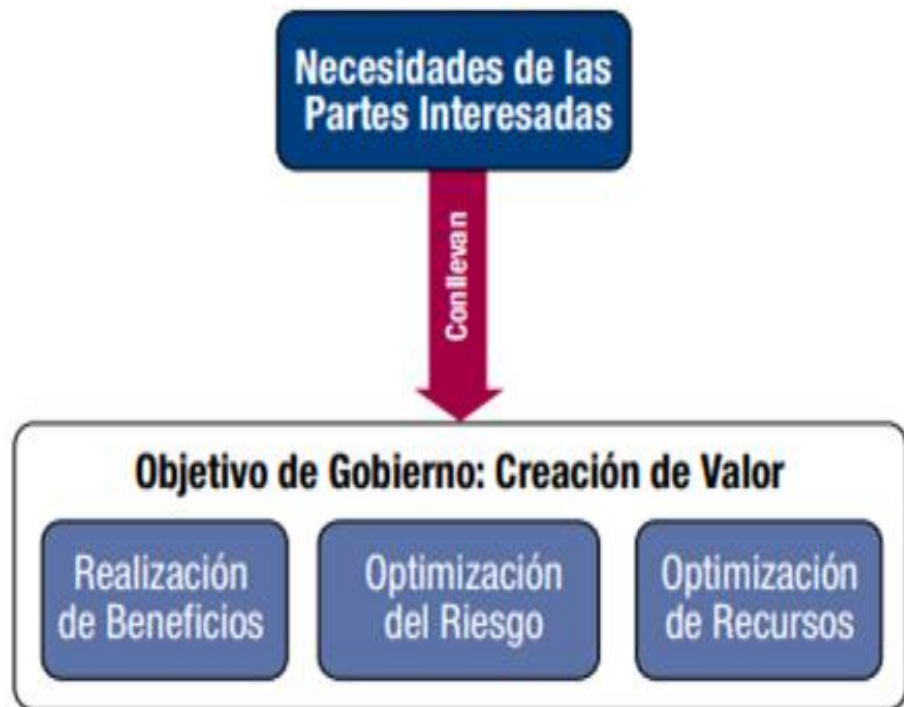 Necesidades de las
Partes Interesadas
Conllevan
Objetivo de Gobierno: Creación de Valor
Realización
de Beneficios
Optimización
del Riesgo
Optimización
de Recursos